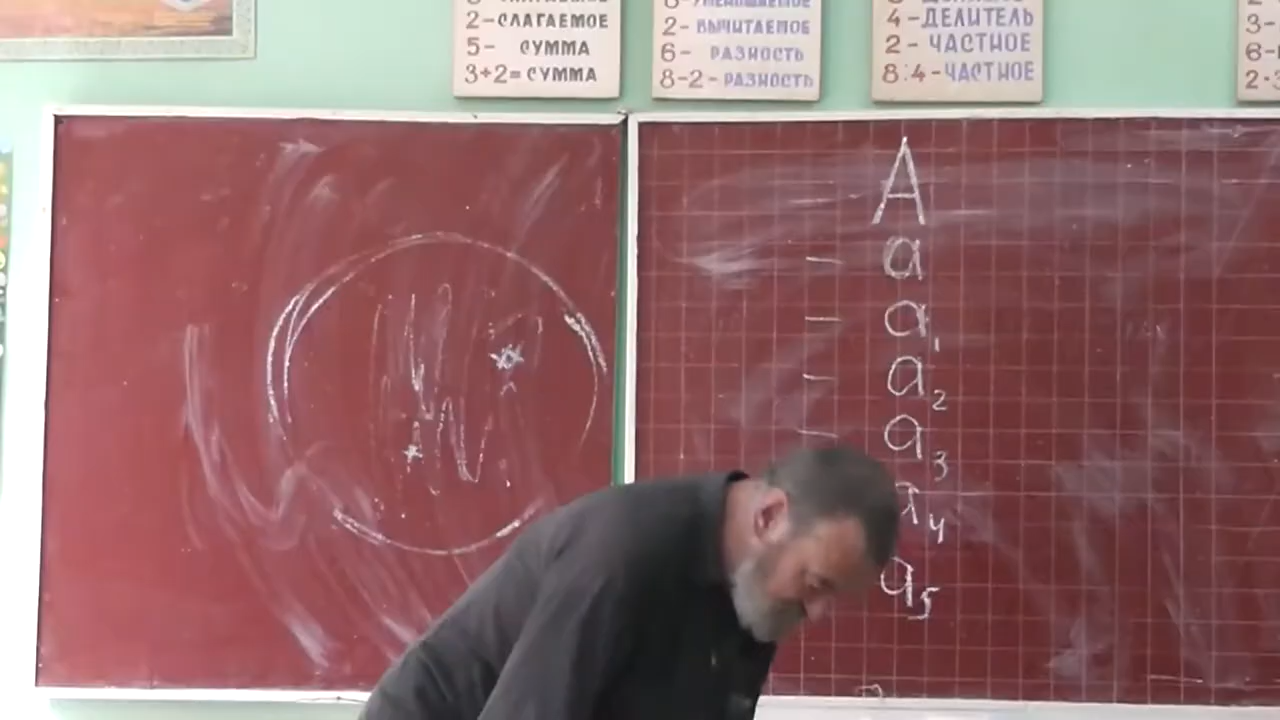 2-СЛАГАЕМОЕ
5- СУММА
3+2= СУММА
2- ВЫЧИТАЕМОЕ
6- РАЗНОСТЬ
8-2-РАЗНОСТЬ
4-ДЕЛИТЕЛЬ
2- ЧАСТНОЕ
8:4-ЧАСТНОЕ
A
- a
- a₁
- a₂
- a₃
₄
a₅